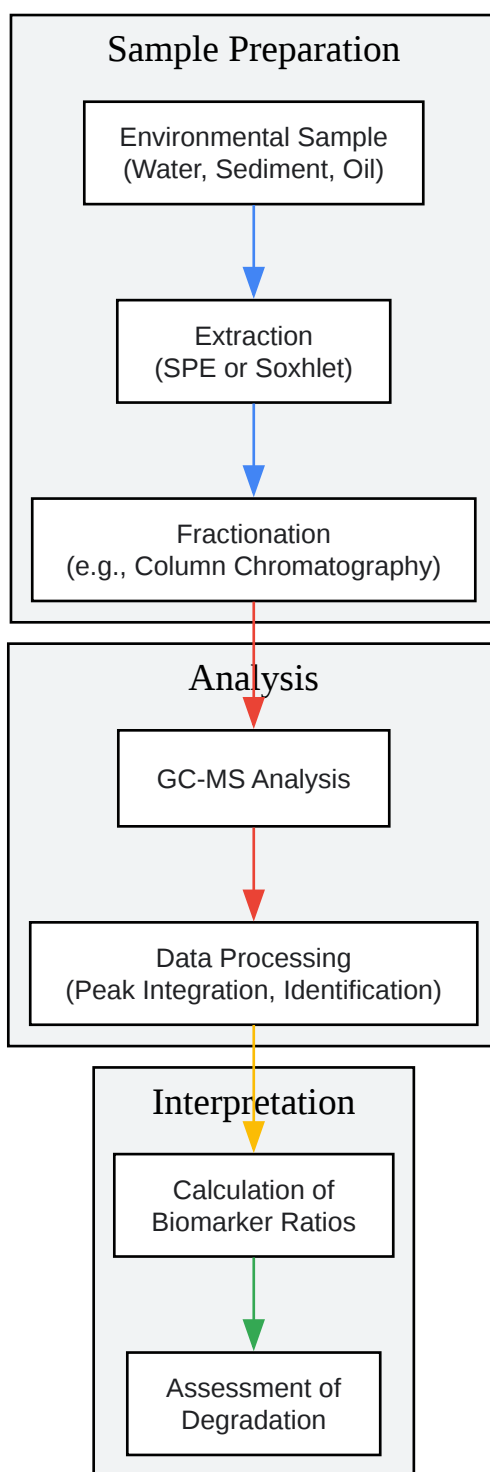 Sample Preparation
Environmental Sample
(Water, Sediment, Oil)
Extraction
(SPE or Soxhlet)
Fractionation
(e.g., Column Chromatography)
Analysis
GC-MS Analysis
Data Processing
(Peak Integration, Identification)
Interpretation
Calculation of
Biomarker Ratios
Assessment of
Degradation